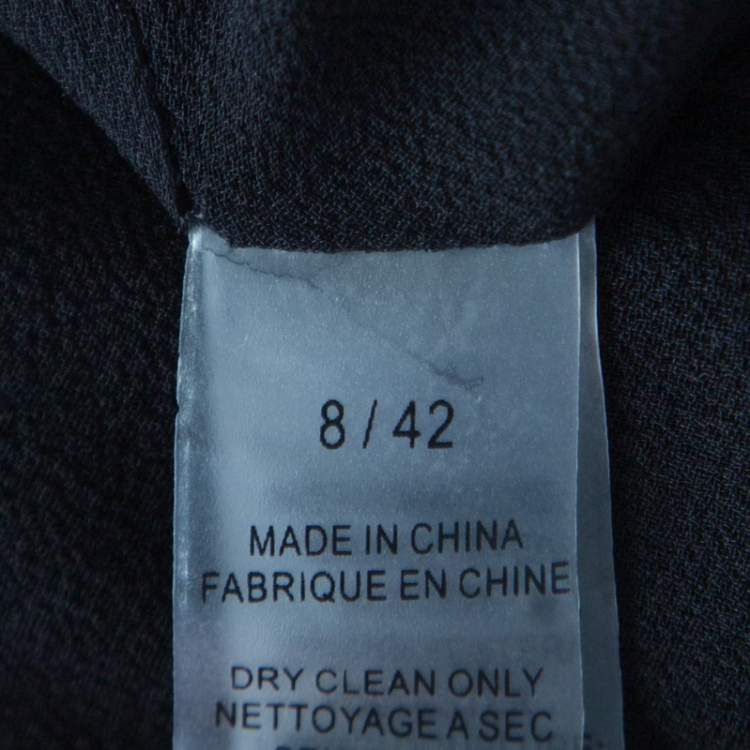 8 / 42
MADE IN CHINA
FABRIQUE EN CHINE
DRY CLEAN ONLY
NETTOYAGE A SEC